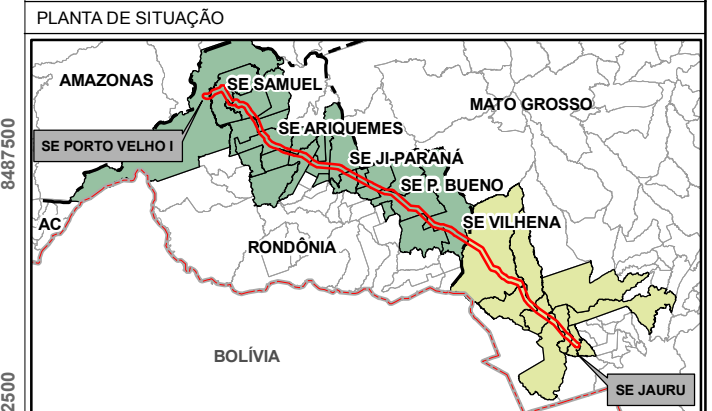 PLANTA DE SITUAÇÃO
AMAZONAS
SE SAMUEL
MATO GROSSO
SE ARIQUEMES
SE PORTO VELHO I
SE JI-PARANÁ
SE P. BUENO
AC
SE VILHENA
RONDÔNIA
BOLÍVIA
SE JAURU
8487500
2500